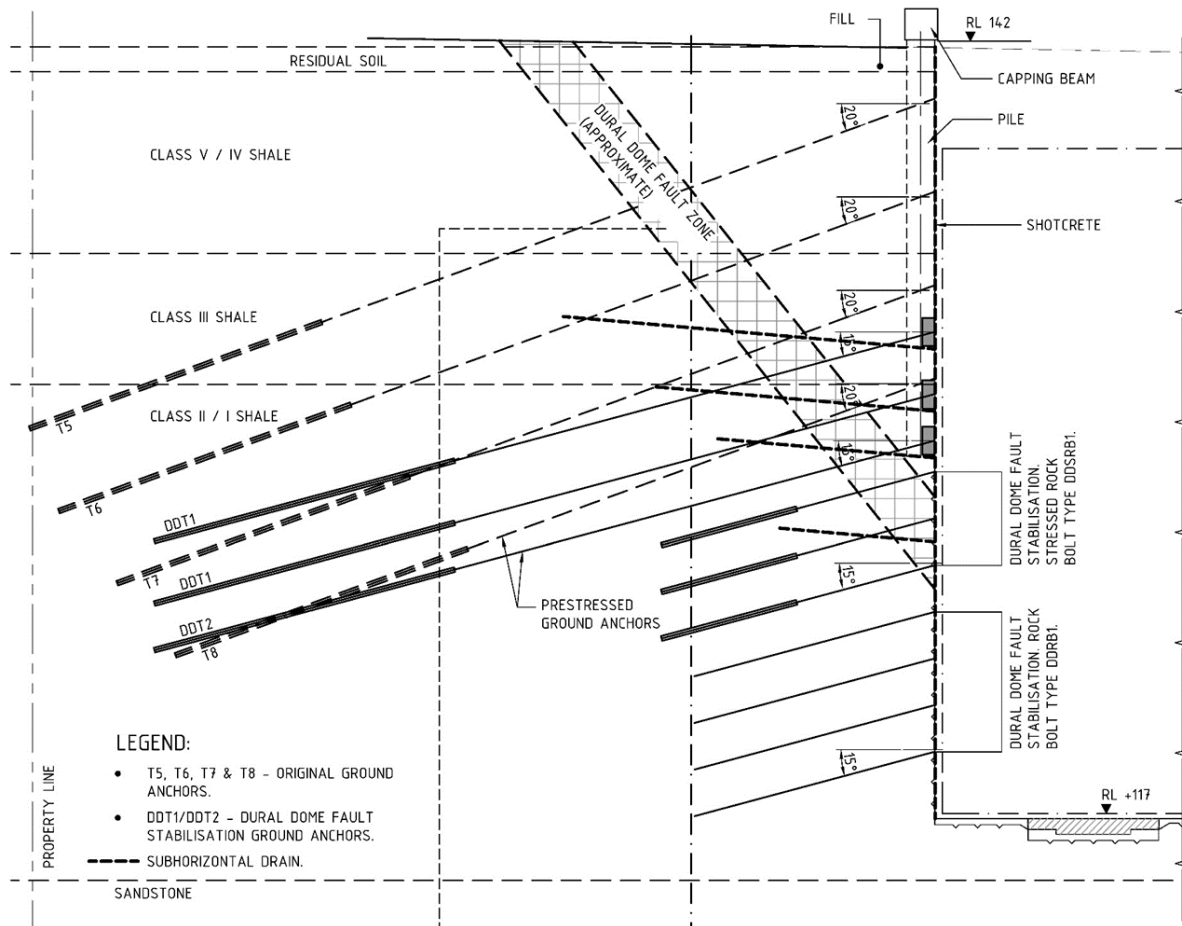 FILL
RL 142
RESIDUAL SOIL
CAPPING BEAM
20°
PILE
DURAL DOME FAULT ZONE
(APPROXIMATE)
CLASS V / IV SHALE
20°
SHOTCRETE
20°
CLASS III SHALE
15°
20°
CLASS II / I SHALE
T5
15°
T6
DDT1
T7
DDT1
DDT2
T8
PRESTRESSED
GROUND ANCHORS
15°
DURAL DOME FAULT
STABILISATION.
STRESSED ROCK
BOLT TYPE DDSRB1.
DURAL DOME FAULT
STABILISATION. ROCK
BOLT TYPE DDRB1.
15°
RL +117
LEGEND:
• T5, T6, T7 & T8 - ORIGINAL GROUND
ANCHORS.
• DDT1/DDT2 - DURAL DOME FAULT
STABILISATION GROUND ANCHORS.
SUBHORIZONTAL DRAIN.
PROPERTY LINE
SANDSTONE